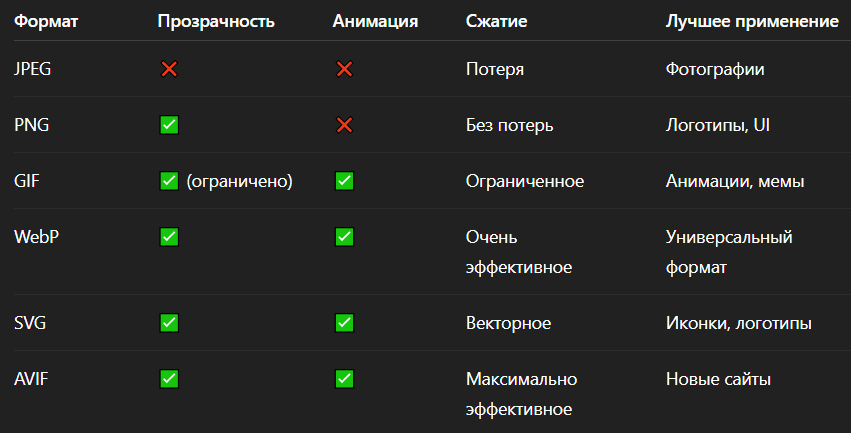 Формат Прозрачность Анимация Сжатие Лучшее применение
JPEG ❌ ❌ Потеря Фотографии
PNG ✅ ❌ Без потерь Логотипы, UI
GIF ✅ (ограничено) ✅ Ограниченное Анимации, мемы
WebP ✅ ✅ Очень эффективное Универсальный формат
SVG ✅ ✅ Векторное Иконки, логотипы
AVIF ✅ ✅ Максимально эффективное Новые сайты